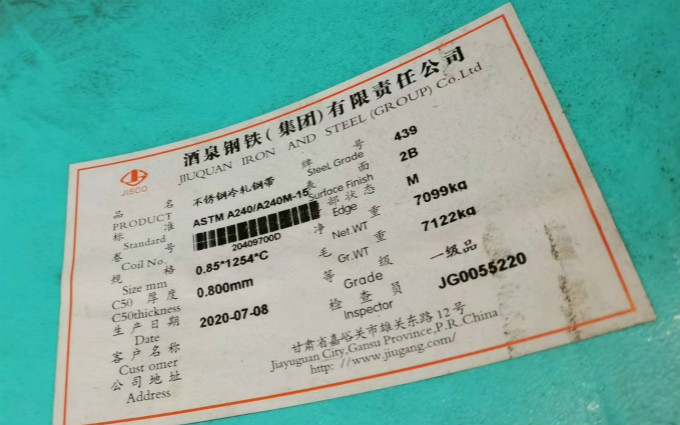 酒泉钢铁(集团)有限责任公司
JIUQUAN IRON AND STEEL (GROUP) Co.Ltd
JISCO
品名 不锈钢冷轧钢带 牌号 439
PRODUCT Steel Grade
标准 ASTM A240/A240M-15 表面 2B
Standard Surface Finish
卷号 部状态 M
Coil No. 20409700D Edge
规格 0.85*1254*C 净重 7099kg
Size mm Net.WT
C50 厚度 0.800mm 毛重 7122kg
C50thickness Gr.WT
生产日期 2020-07-08 等级 一级品
Date Grade
客户名称 检查員 JG0055220
Cust omer Inspector
公司地址 甘肃省嘉峪关市雄关东路12号
Address Jiayuguan City,Gansu Province,P.R.China
http: //www.jiugang.com/